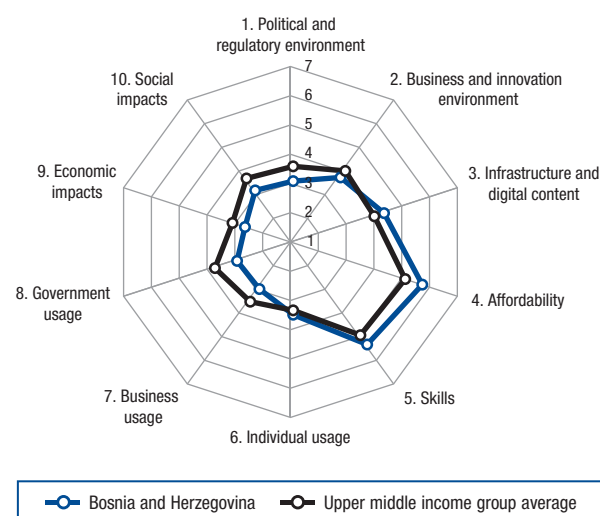 1. Political and
regulatory environment
2. Business and innovation
environment
3. Infrastructure and
digital content
4. Affordability
5. Skills
6. Individual usage
7. Business
usage
8. Government
usage
9. Economic
impacts
10. Social
impacts
7
6
5
4
3
2
1
Bosnia and Herzegovina
Upper middle income group average